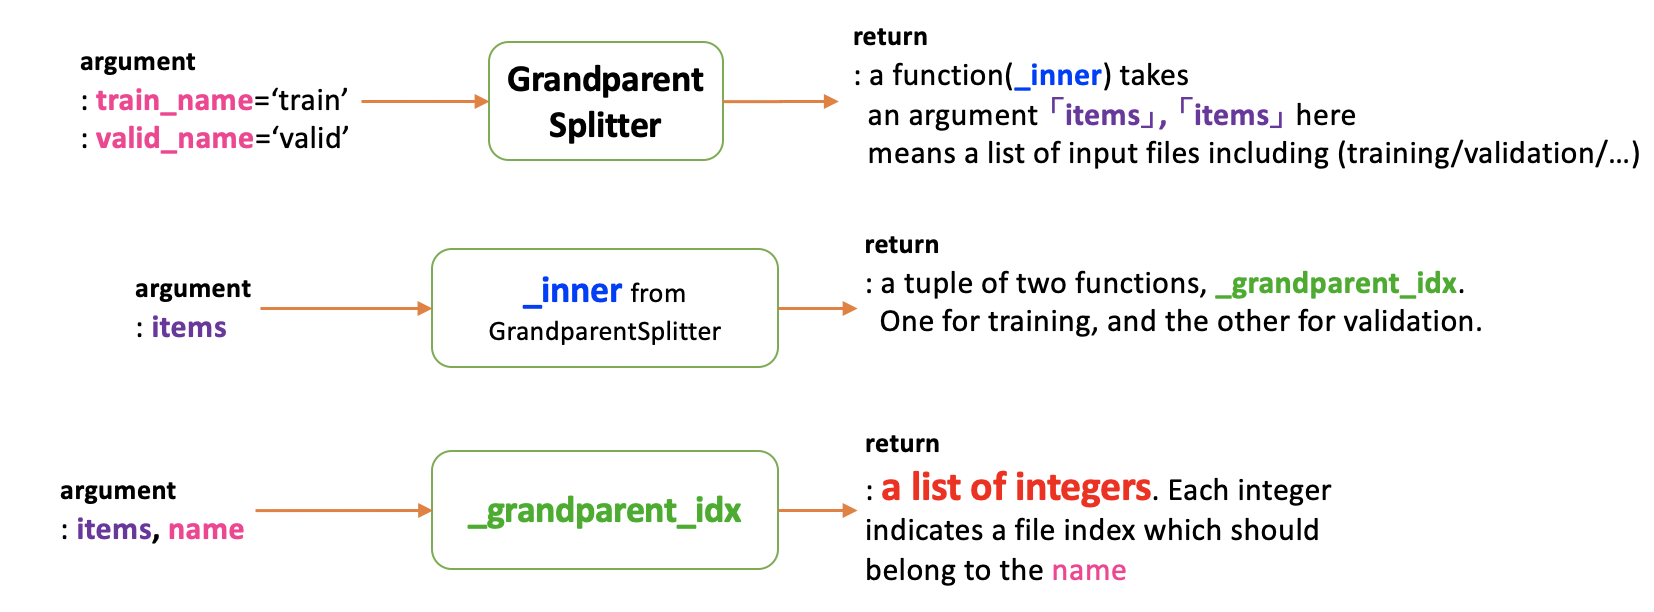 argument
: train_name=‘train’
: valid_name=‘valid’
Grandparent
Splitter
return
: a function(_inner) takes
an argument「items」,「items」here
means a list of input files including (training/validation/…)
argument
: items
_inner from
GrandparentSplitter
return
: a tuple of two functions, _grandparent_idx.
One for training, and the other for validation.
argument
: items, name
_grandparent_idx
return
: a list of integers. Each integer
indicates a file index which should
belong to the name